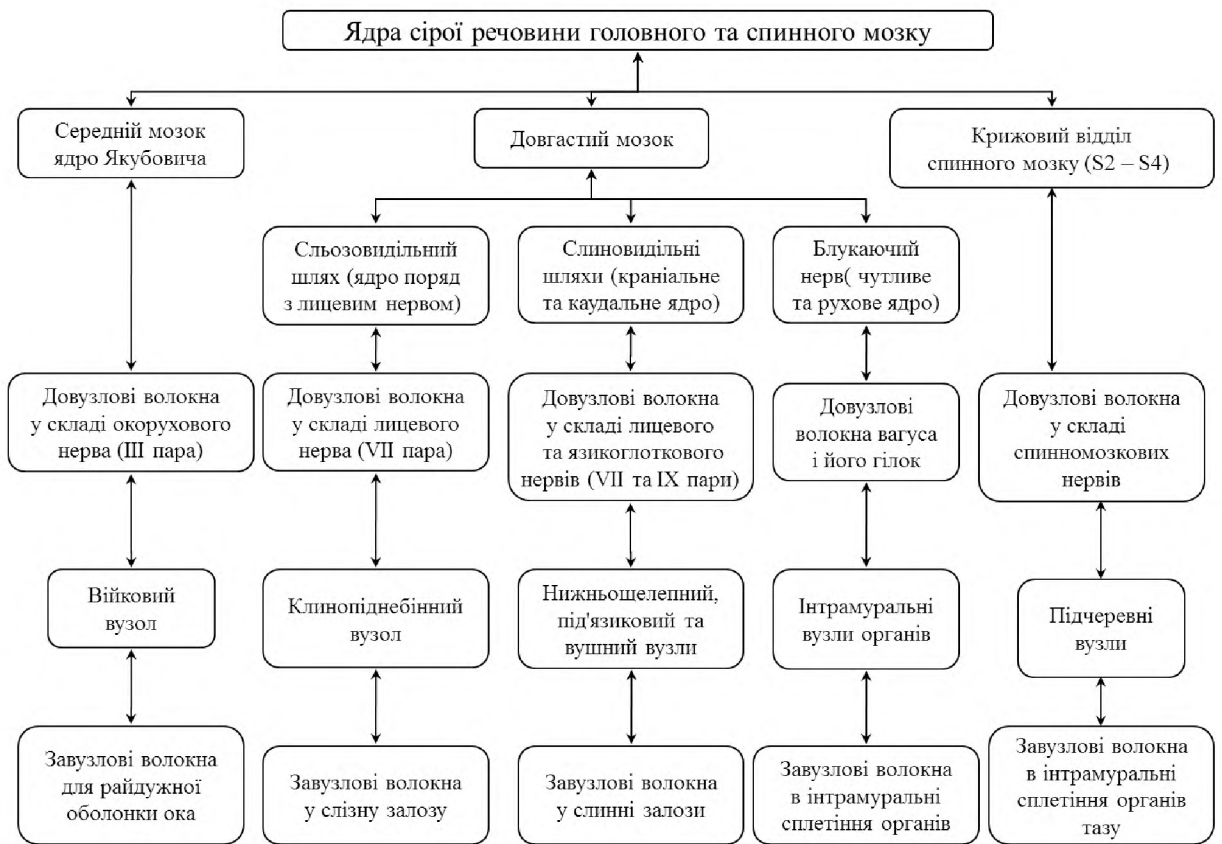 Ядра сірої речовини головного та спинного мозку
Середній мозок
ядро Якубовича
Довгастий мозок
Крижовий відділ
спинного мозку (S2 – S4)
Сльозовидільний
шлях (ядро поряд
з лицевим нервом)
Слиновидільні
шляхи (краніальне
та каудальне ядро)
Блукаючий
нерв( чутливе
та рухове ядро)
Довузлові волокна
у складі окорухового
нерва (III пара)
Довузлові волокна
у складі лицевого
нерва (VII пара)
Довузлові волокна
у складі лицевого
та язикоглоткового
нервів (VII та IX пари)
Довузлові
волокна вагуса
і його гілок
Довузлові волокна
у складі
спинномозкових
нервів
Війковий
вузол
Клинопіднебінний
вузол
Нижньощелепний,
під'язиковий та
вушний вузли
Інтрамуральні
вузли органів
Підчеревні
вузли
Завузлові волокна
для райдужної
оболонки ока
Завузлові волокна
у слізну залозу
Завузлові волокна
у слинні залози
Завузлові волокна
в інтрамуральні
сплетіння органів
Завузлові волокна
в інтрамуральні
сплетіння органів
тазу